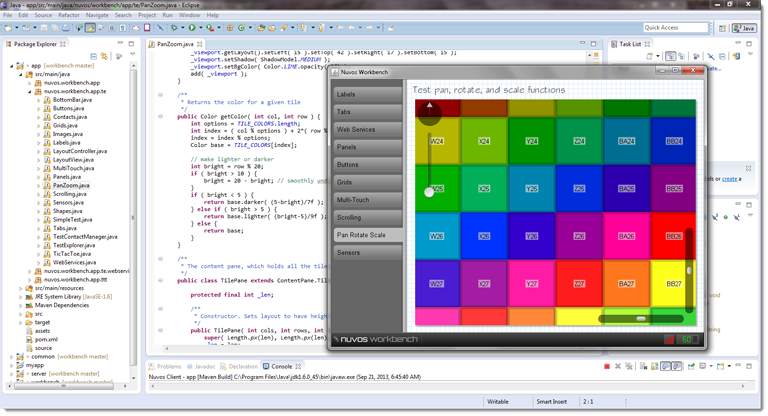 Java - app/src/main/java/nuvos/workbench/app/te/PanZoom.java - Eclipse
File Edit Source Refactor Navigate Search Project Run Window Help
Quick Access
Java
Package Explorer
app [workbench master]
src/main/java
nuvos.workbench.app
nuvos.workbench.app.te
BottomBar.java
Buttons.java
Contacts.java
Grids.java
Images.java
Labels.java
LayoutController.java
LayoutView.java
MultiTouch.java
Panels.java
PanZoom.java
Scrolling.java
Sensors.java
Shapes.java
SimpleTest.java
Tabs.java
TestContactManager.java
TestExplorer.java
TicTacToe.java
WebServices.java
nuvos.workbench.app.te.webservi
nuvos.workbench.app.ttt
src/main/resources
JRE System Library [JavaSE-1.6]
Maven Dependencies
src
target
assets
pom.xml
source
common [workbench master]
myapp
server [workbench master]
PanZoom.java
_viewport.getLayout().setLeft( 15 ).setTop( 42 ).setRight( 17 ).setBottom( 15 );
_viewport.setShadow( ShadowModel.MEDIUM );
_viewport.setBgColor( Color.LIME.opacity(
add( _viewport );
}
/**
* Returns the color for a given tile
*/
public Color getColor( int col, int row ) {
int options = TILE_COLORS.length;
int index = ( col % options ) + 2*( row %
index = index % options;
Color base = TILE_COLORS[index];
// make lighter or darker
int bright = row % 20;
if ( bright > 10 ) {
bright = 20 - bright; // smoothly und
}
if ( bright < 5 ) {
return base.darker( (5-bright)/7f );
} else if ( bright > 5 ) {
return base.lighter( (bright-5)/9f );
} else {
return base;
}
}
/**
* The content pane, which holds all the tile
*/
public class TilePane extends ContentPane.Til
protected final int _len;
/**
* Constructor. Sets layout to have heigh
*/
public TilePane( int cols, int rows, int
super( Length.px(len), Length.px(len)
Task List
ols or create a
Nuvos Workbench
Labels
Tabs
Web Services
Panels
Buttons
Grids
Multi-Touch
Scrolling
Pan Rotate Scale
Sensors
Test pan, rotate, and scale functions
W24 X24 Y24 Z24 BA24 BB24
W25 X25 Y25 Z25 BA25 BB25
W26 X26 Y26 Z26 BA26 BB26
W27 X27 Y27 Z27 BA27 BB27
nuvos workbench
60
Problems Javadoc Declaration Console
Nuvos Client - app [Maven Build] C:\Program Files\Java\jdk1.6.0_45\bin\javaw.exe (Sep 21, 2013, 6:45:40 AM)
Writable Smart Insert 2 : 1